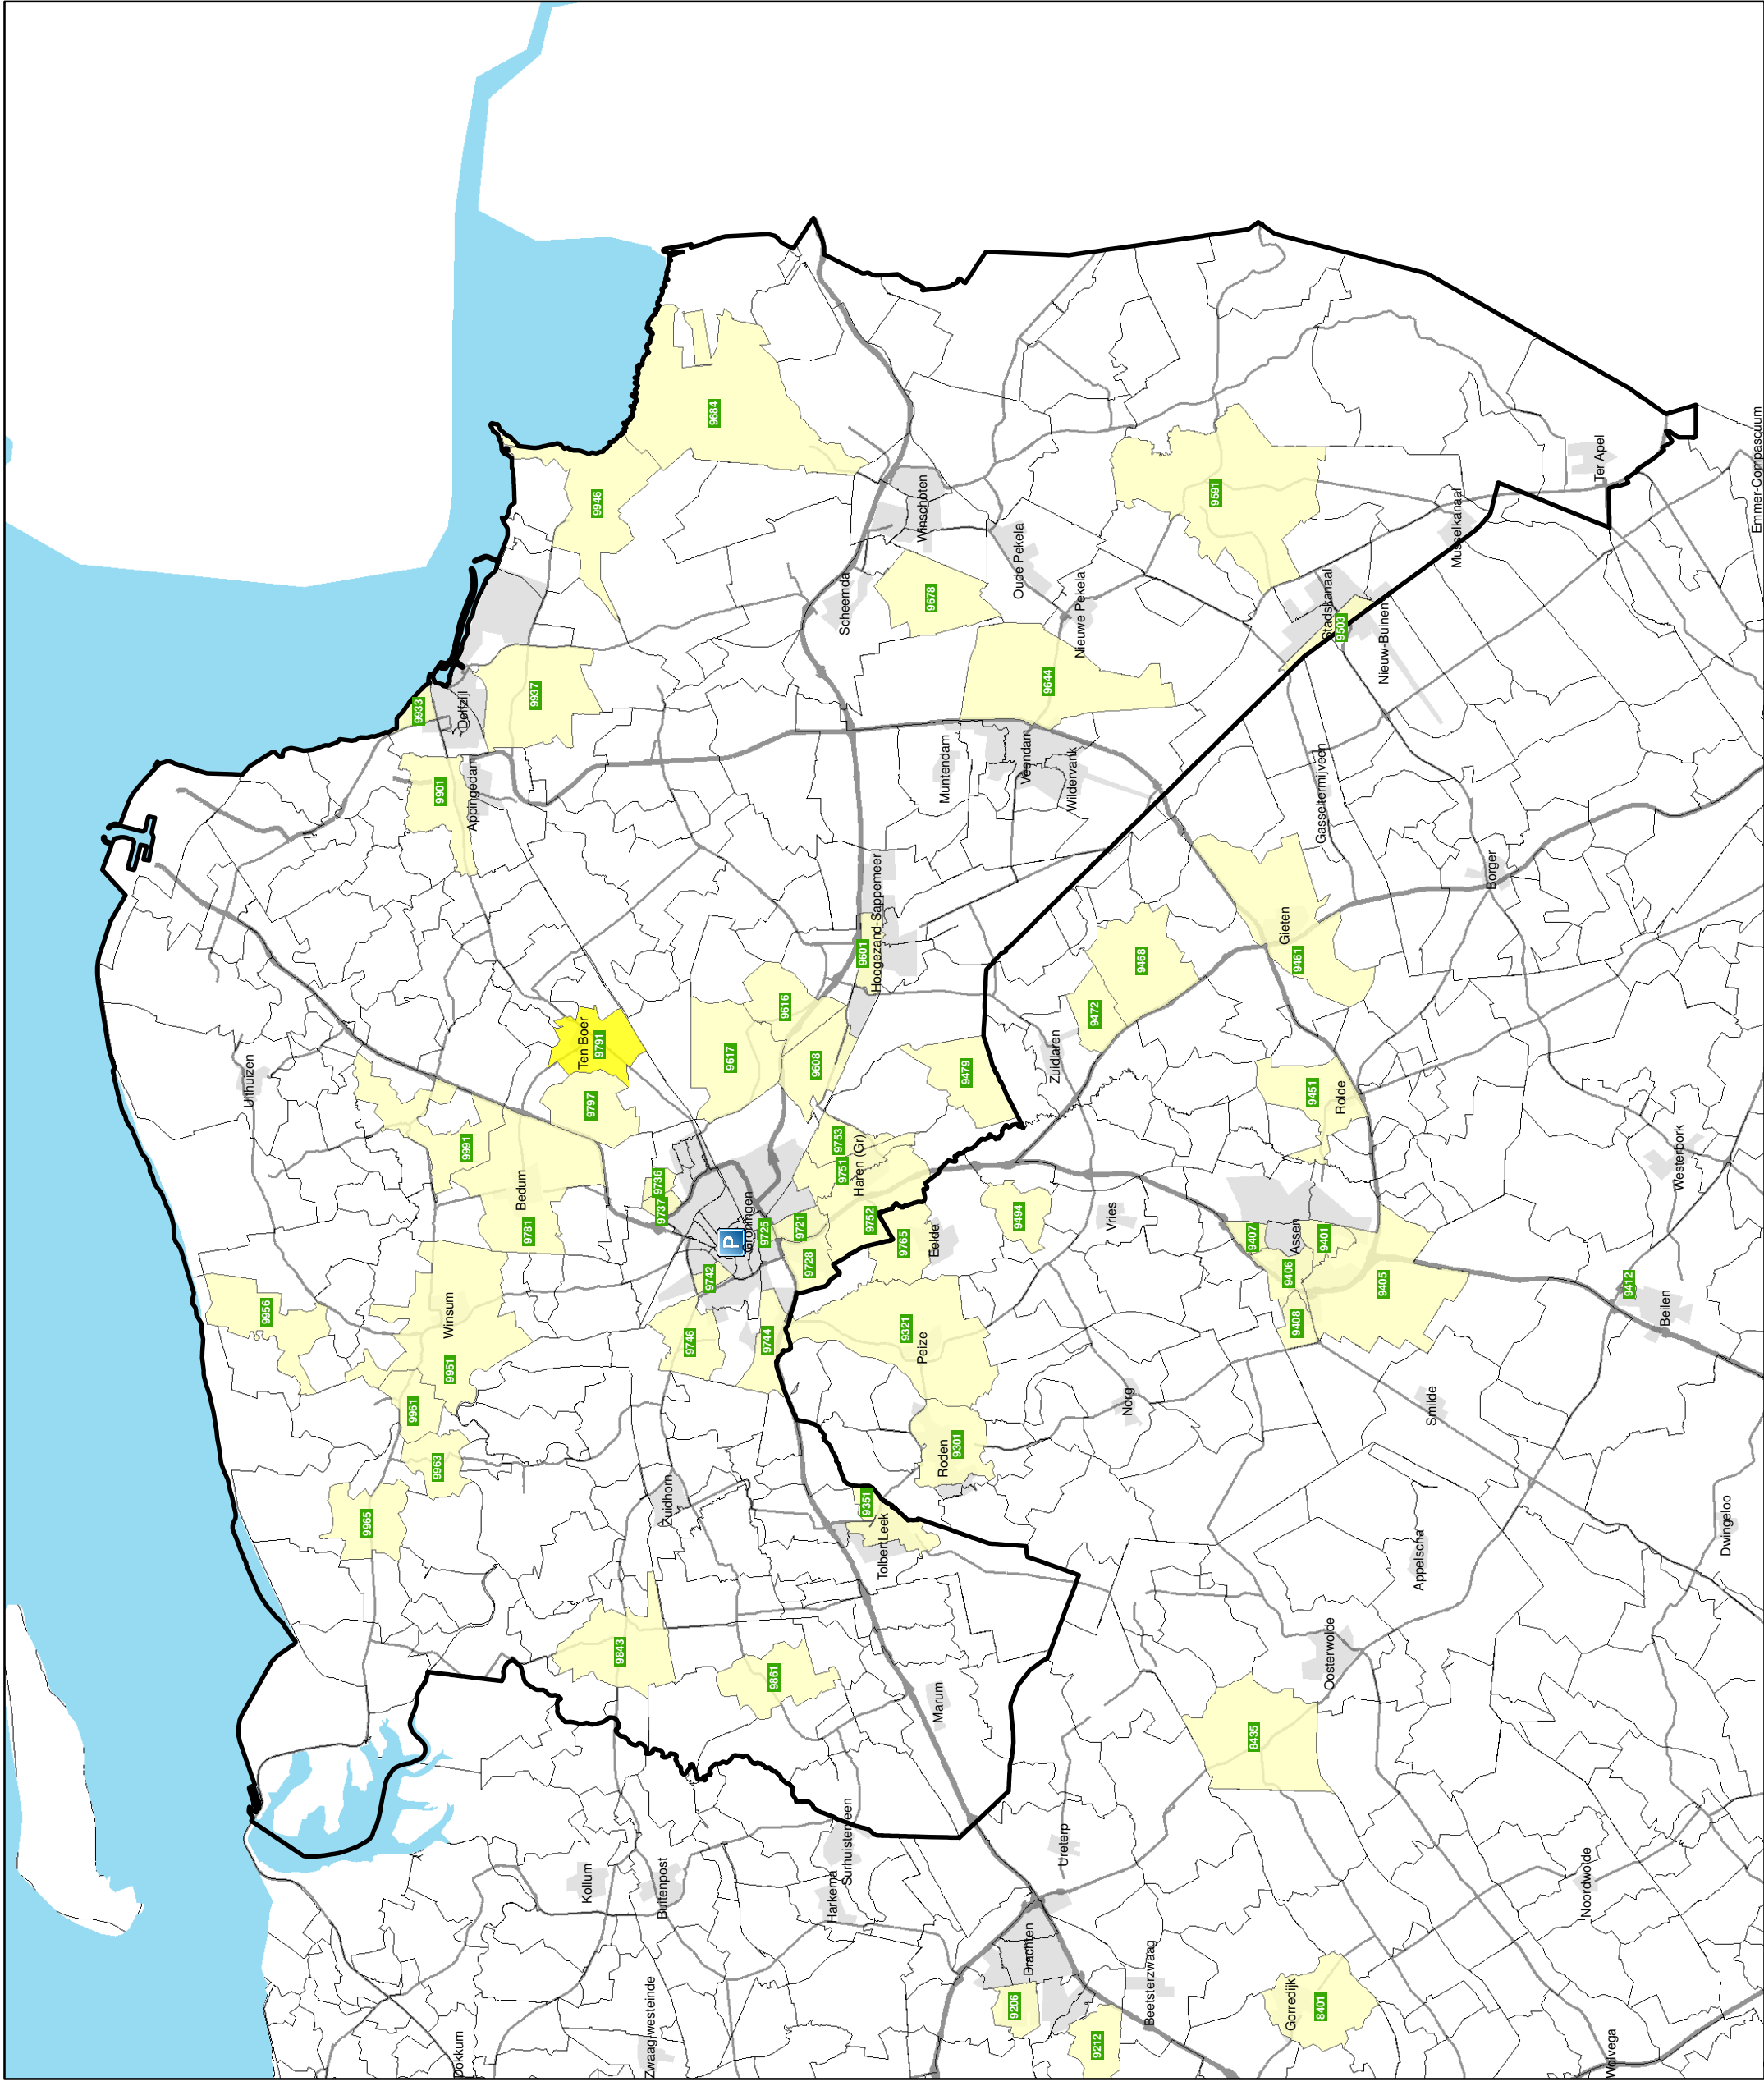 Uithuizen
9956
9965
9961
9963
Winsum
9951
9991
Bedum
9781
9933
Delfzijl
9901
Appingedam
9937
9946
9684
Ten Boer
9791
9797
9736
9737
P
Groningen
9725
9721
9728
9742
9746
9744
9617
9616
9608
9601
Hoogezand-Sappemeer
9753
9751
Haren (Gr)
9752
9765
Eelde
9479
9494
9321
Peize
Roden
9301
Norg
Vries
Zuidlaren
9472
9468
Zuidhorn
9351
Leek
Tolbert
9843
9861
Marum
Dokkum
Zwaag-westeinde
Kollum
Buitenpost
Harkema
Surhuisterveen
Ureterp
Drachten
9206
9212
Beetsterzwaag
Gorredijk
8401
8435
Oosterwolde
Appelscha
Noordwolde
Wolvega
Dwingeloo
Smilde
Scheemda
Winschoten
9678
Oude Pekela
Nieuwe Pekela
9644
Muntendam
Veendam
Wildervank
9591
Stadskanaal
9503
Nieuw-Buinen
Musselkanaal
Ter Apel
Emmer-Compascuum
Gasselternijveen
Borger
Gieten
9461
9451
Rolde
9407
Assen
9401
9406
9408
9405
9412
Beilen
Westerbork